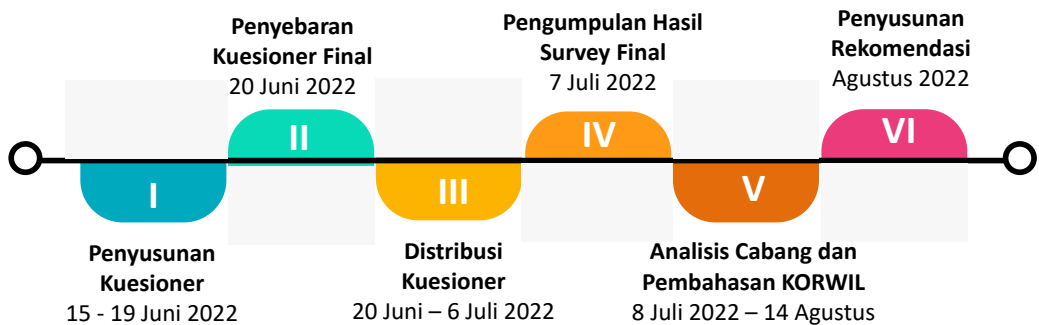 I
Penyusunan
Kuesioner
15 - 19 Juni 2022
Penyebaran
Kuesioner Final
20 Juni 2022
II
III
Distribusi
Kuesioner
20 Juni – 6 Juli 2022
Pengumpulan Hasil
Survey Final
7 Juli 2022
IV
V
Analisis Cabang dan
Pembahasan KORWIL
8 Juli 2022 – 14 Agustus
Penyusunan
Rekomendasi
Agustus 2022
VI